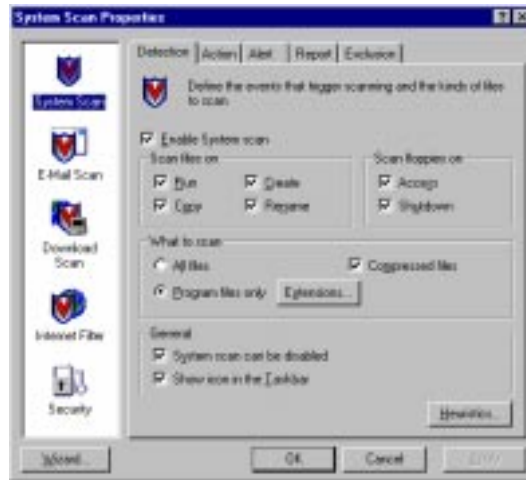 System Scan Properties
System Scan
E-Mail Scan
Download
Scan
Internet Filter
Security
Detection Action Alert Report Exclusion
Define the events that trigger scanning and the kinds of files
to scan
Enable System scan
Scan files on
Run Create
Copy Rename
Scan floppies on
Access
Shutdown
What to scan
All files Compressed files
Program files only Extensions...
General
System scan can be disabled
Show icon in the Taskbar
Heuristics...
Wizard... OK Cancel Apply